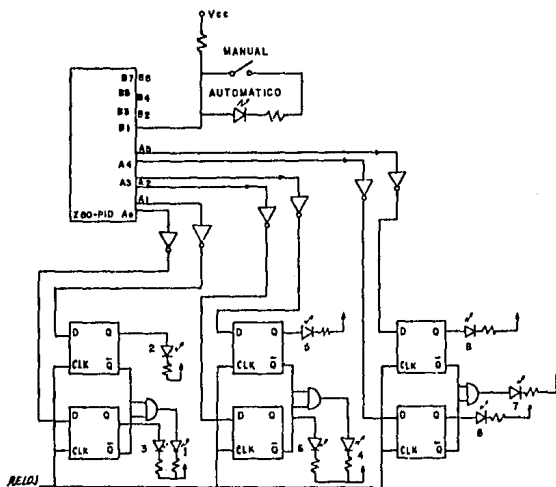 Vcc
MANUAL
AUTOMATICO
B7 B6
B5 B4
B3 B2
B1
A5
A4
A3 A2
A1
Z80-PIO A0
D Q
CLK Q̅
D Q
CLK Q̅
2
3
1
D Q
CLK Q̅
D Q
CLK Q̅
5
6
4
D Q
CLK Q̅
D Q
CLK Q̅
8
7
RELOJ